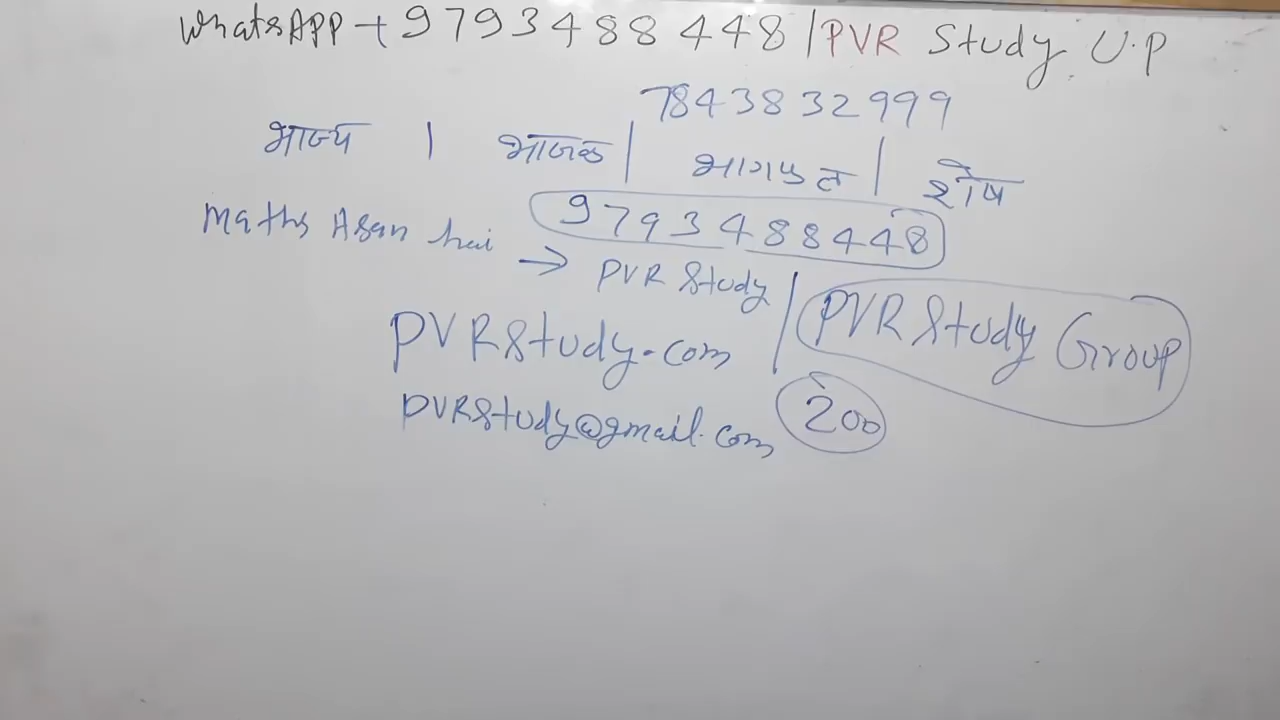 WhatsAPP + 9793488448 / PVR Study U.P
7843832999
भाज्य | भाजक | भागफल | शेष
Maths Asan hai → PVR Study / 9793488448
PVRStudy.com / PVR Study Group
PVRStudy@gmail.com 200